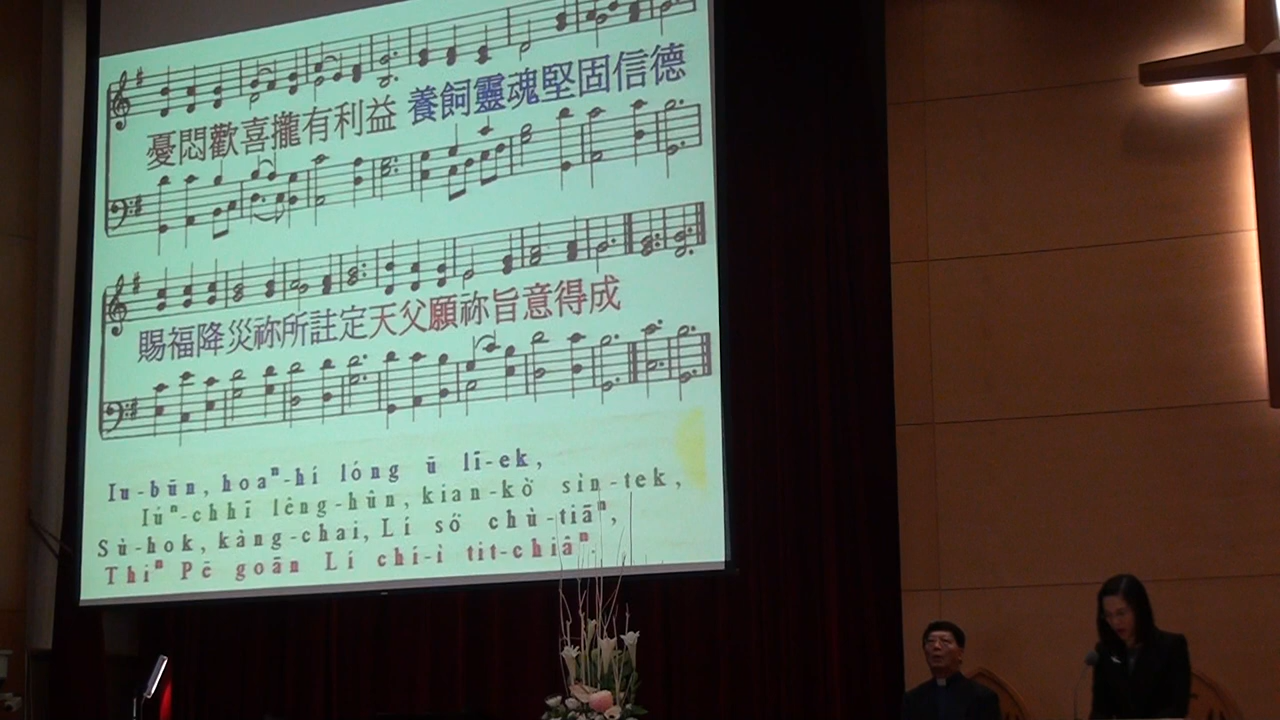 憂悶歡喜攏有利益 養飼靈魂堅固信德
賜福降災祢所註定天父願祢旨意得成
Iu-būn, hoaⁿ-hí lóng ū lī-ek,
Iúⁿ-chhī lêng-hûn, kian-kò͘ sìn-tek,
Sù-hok, kàng-chai, Lí só͘ chù-tiāⁿ,
Thiⁿ Pē goān Lí chí-ì tit-chiâⁿ.